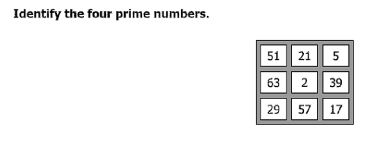 Identify the four prime numbers.
51 21 5
63 2 39
29 57 17